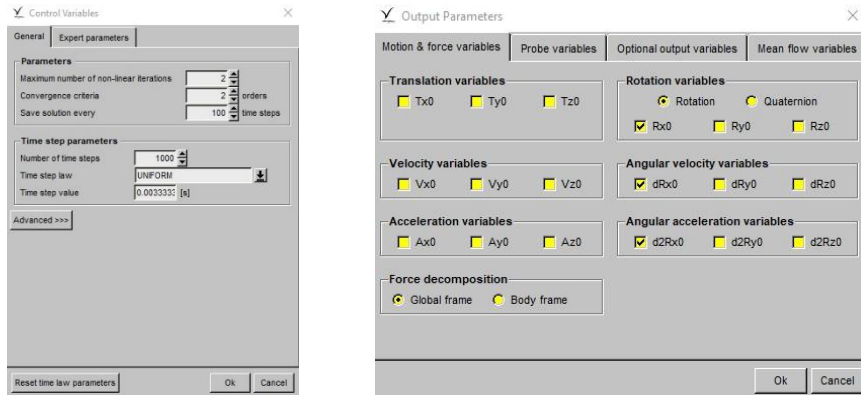 Control Variables
General Expert parameters
Parameters
Maximum number of non-linear iterations 2
Convergence criteria 2 orders
Save solution every 100 time steps
Time step parameters
Number of time steps 1000
Time step law UNIFORM
Time step value 0.0033333 [s]
Advanced >>>
Reset time law parameters Ok Cancel
Output Parameters
Motion & force variables Probe variables Optional output variables Mean flow variables
Translation variables
Tx0 Ty0 Tz0
Rotation variables
Rotation Quaternion
Rx0 Ry0 Rz0
Velocity variables
Vx0 Vy0 Vz0
Angular velocity variables
dRx0 dRy0 dRz0
Acceleration variables
Ax0 Ay0 Az0
Angular acceleration variables
d2Rx0 d2Ry0 d2Rz0
Force decomposition
Global frame Body frame
Ok Cancel